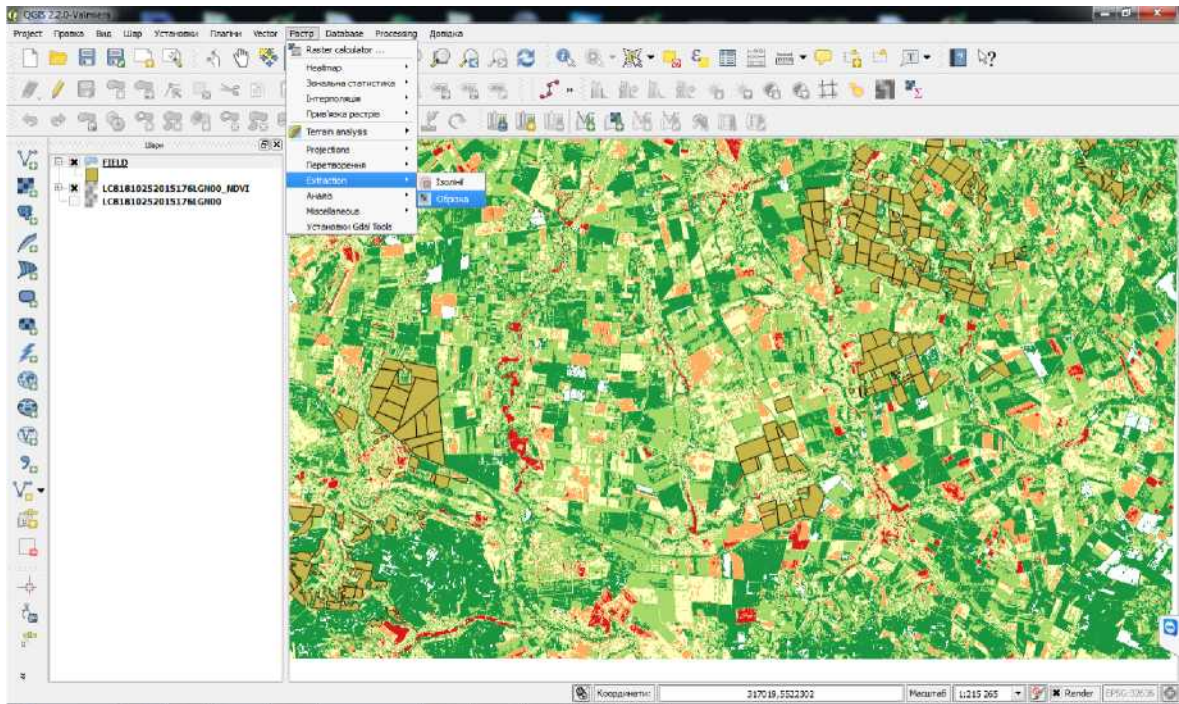 QGIS 2.2.0-Valmiera
Project Правка Вид Шар Установки Плагіни Vector Растр Database Processing Довідка
Raster calculator ...
Heatmap
Зональна статистика
Інтерполяція
Прив'язка растрів
Terrain analysis
Projections
Перетворення
Extraction
Ізолінії
Обрізка
Аналіз
Miscellaneous
Установки Gdal Tools
Шари
FIELD
LC81810252015176LGN00_NDVI
LC81810252015176LGN00
Координати:
317019,5522302
Масштаб
1:215 265
Render
EPSG:32636